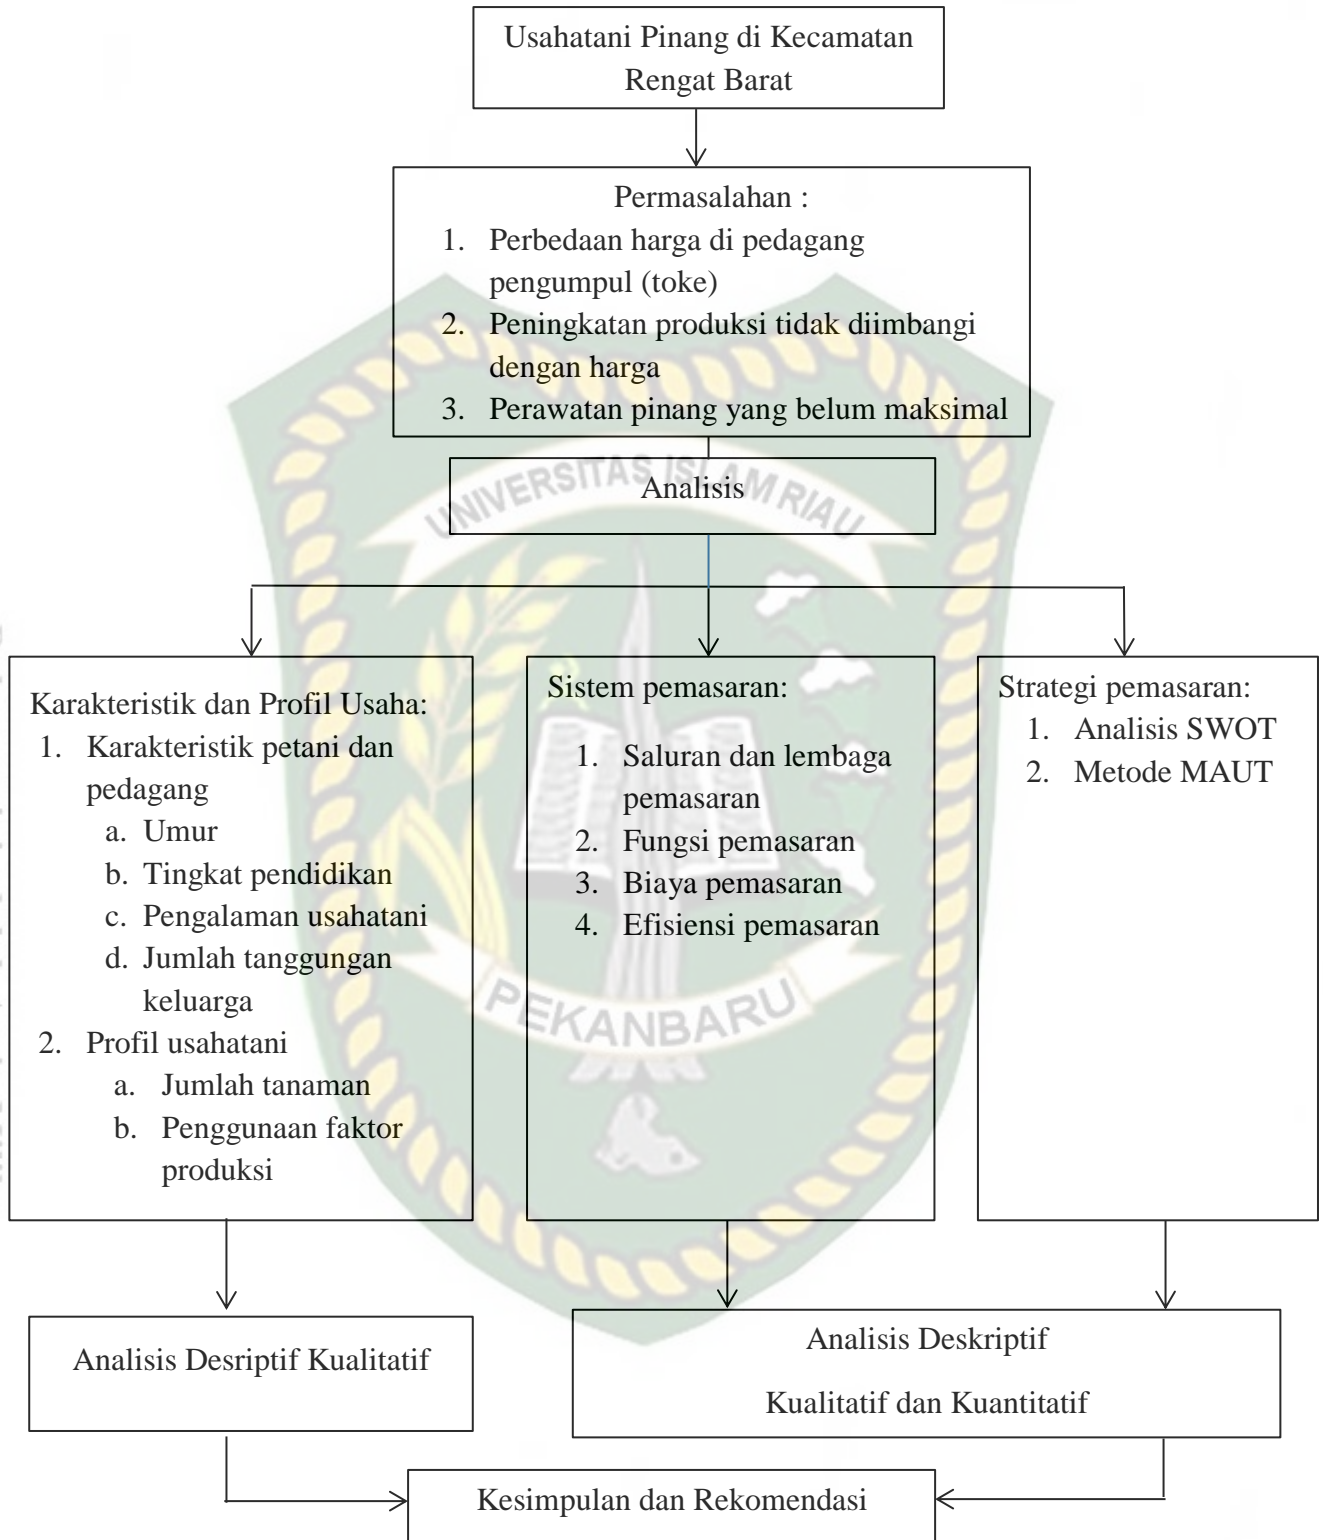 Usahatani Pinang di Kecamatan
Rengat Barat
Permasalahan :
1. Perbedaan harga di pedagang
pengumpul (toke)
2. Peningkatan produksi tidak diimbangi
dengan harga
3. Perawatan pinang yang belum maksimal
UNIVERSITAS ISLAM RIAU
Analisis
Karakteristik dan Profil Usaha:
1. Karakteristik petani dan
pedagang
a. Umur
b. Tingkat pendidikan
c. Pengalaman usahatani
d. Jumlah tanggungan
keluarga
2. Profil usahatani
a. Jumlah tanaman
b. Penggunaan faktor
produksi
Sistem pemasaran:
1. Saluran dan lembaga
pemasaran
2. Fungsi pemasaran
3. Biaya pemasaran
4. Efisiensi pemasaran
Strategi pemasaran:
1. Analisis SWOT
2. Metode MAUT
PEKANBARU
Analisis Desriptif Kualitatif
Analisis Deskriptif
Kualitatif dan Kuantitatif
Kesimpulan dan Rekomendasi